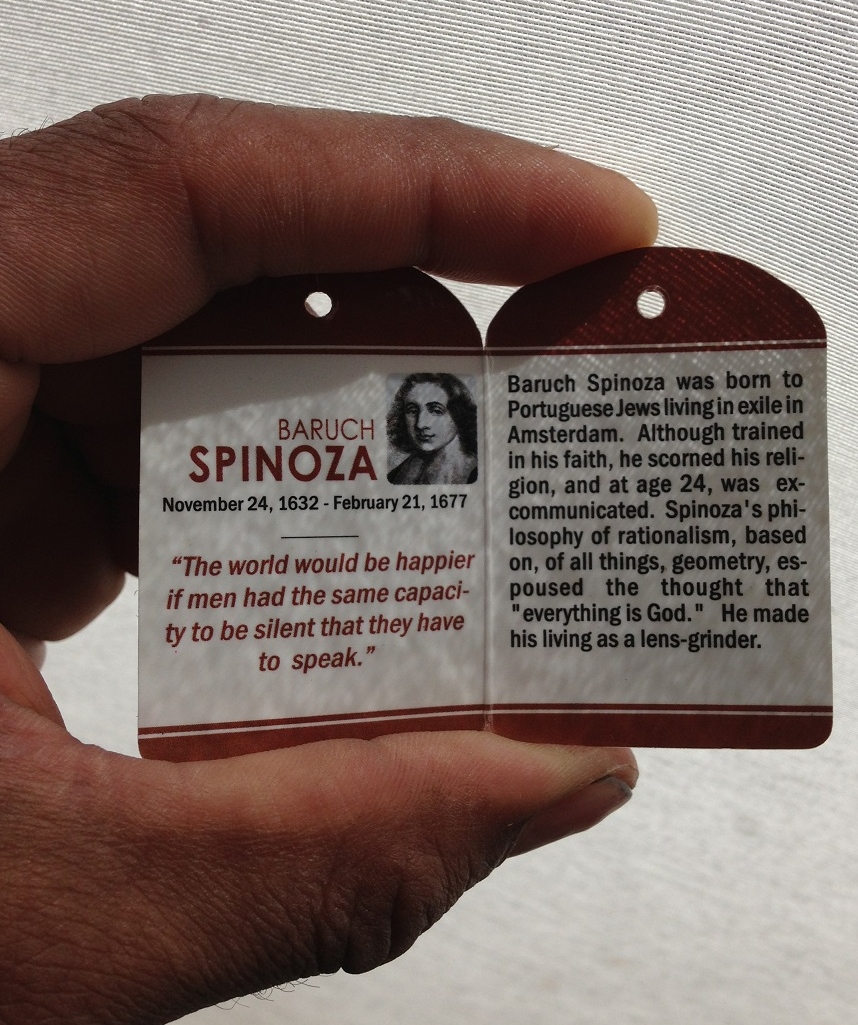 BARUCH
SPINOZA
November 24, 1632 - February 21, 1677
“The world would be happier
if men had the same capaci-
ty to be silent that they have
to speak.”
Baruch Spinoza was born to
Portuguese Jews living in exile in
Amsterdam. Although trained
in his faith, he scorned his reli-
gion, and at age 24, was ex-
communicated. Spinoza's phi-
losophy of rationalism, based
on, of all things, geometry, es-
poused the thought that
"everything is God." He made
his living as a lens-grinder.